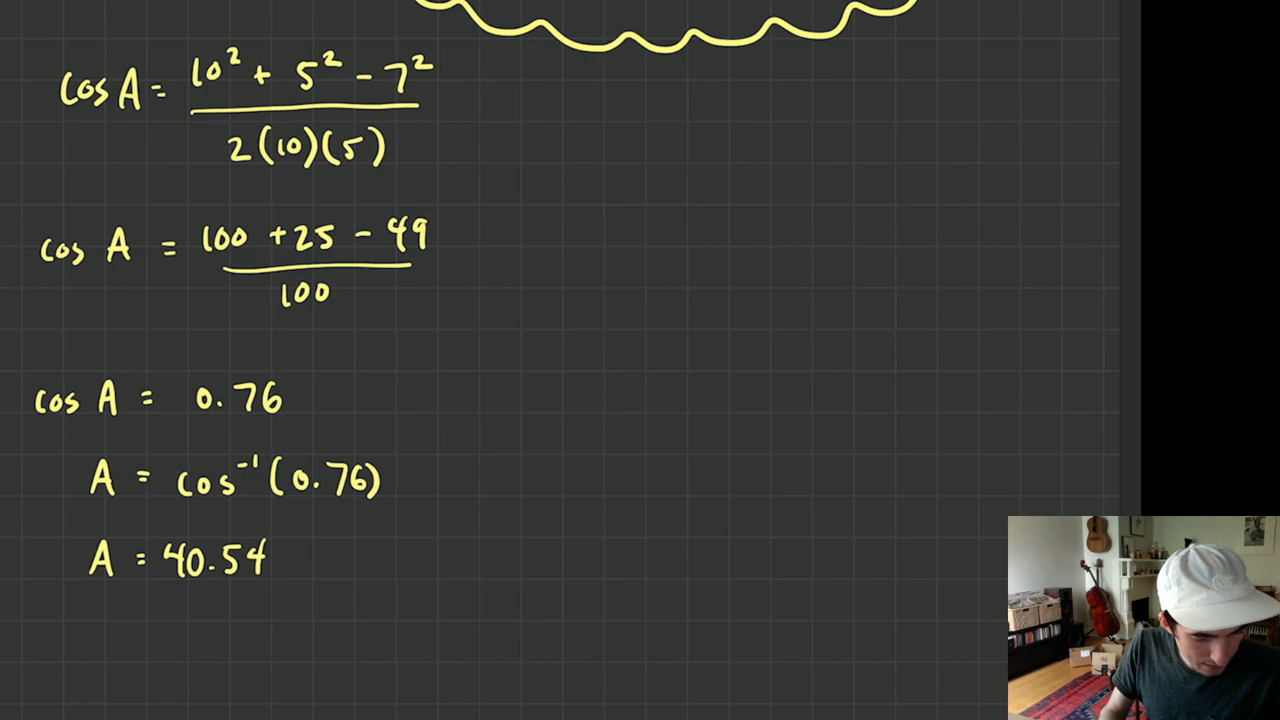 cos A = 10² + 5² - 7²
2(10)(5)
cos A = 100 + 25 - 49
100
cos A = 0.76
A = cos⁻¹(0.76)
A = 40.54